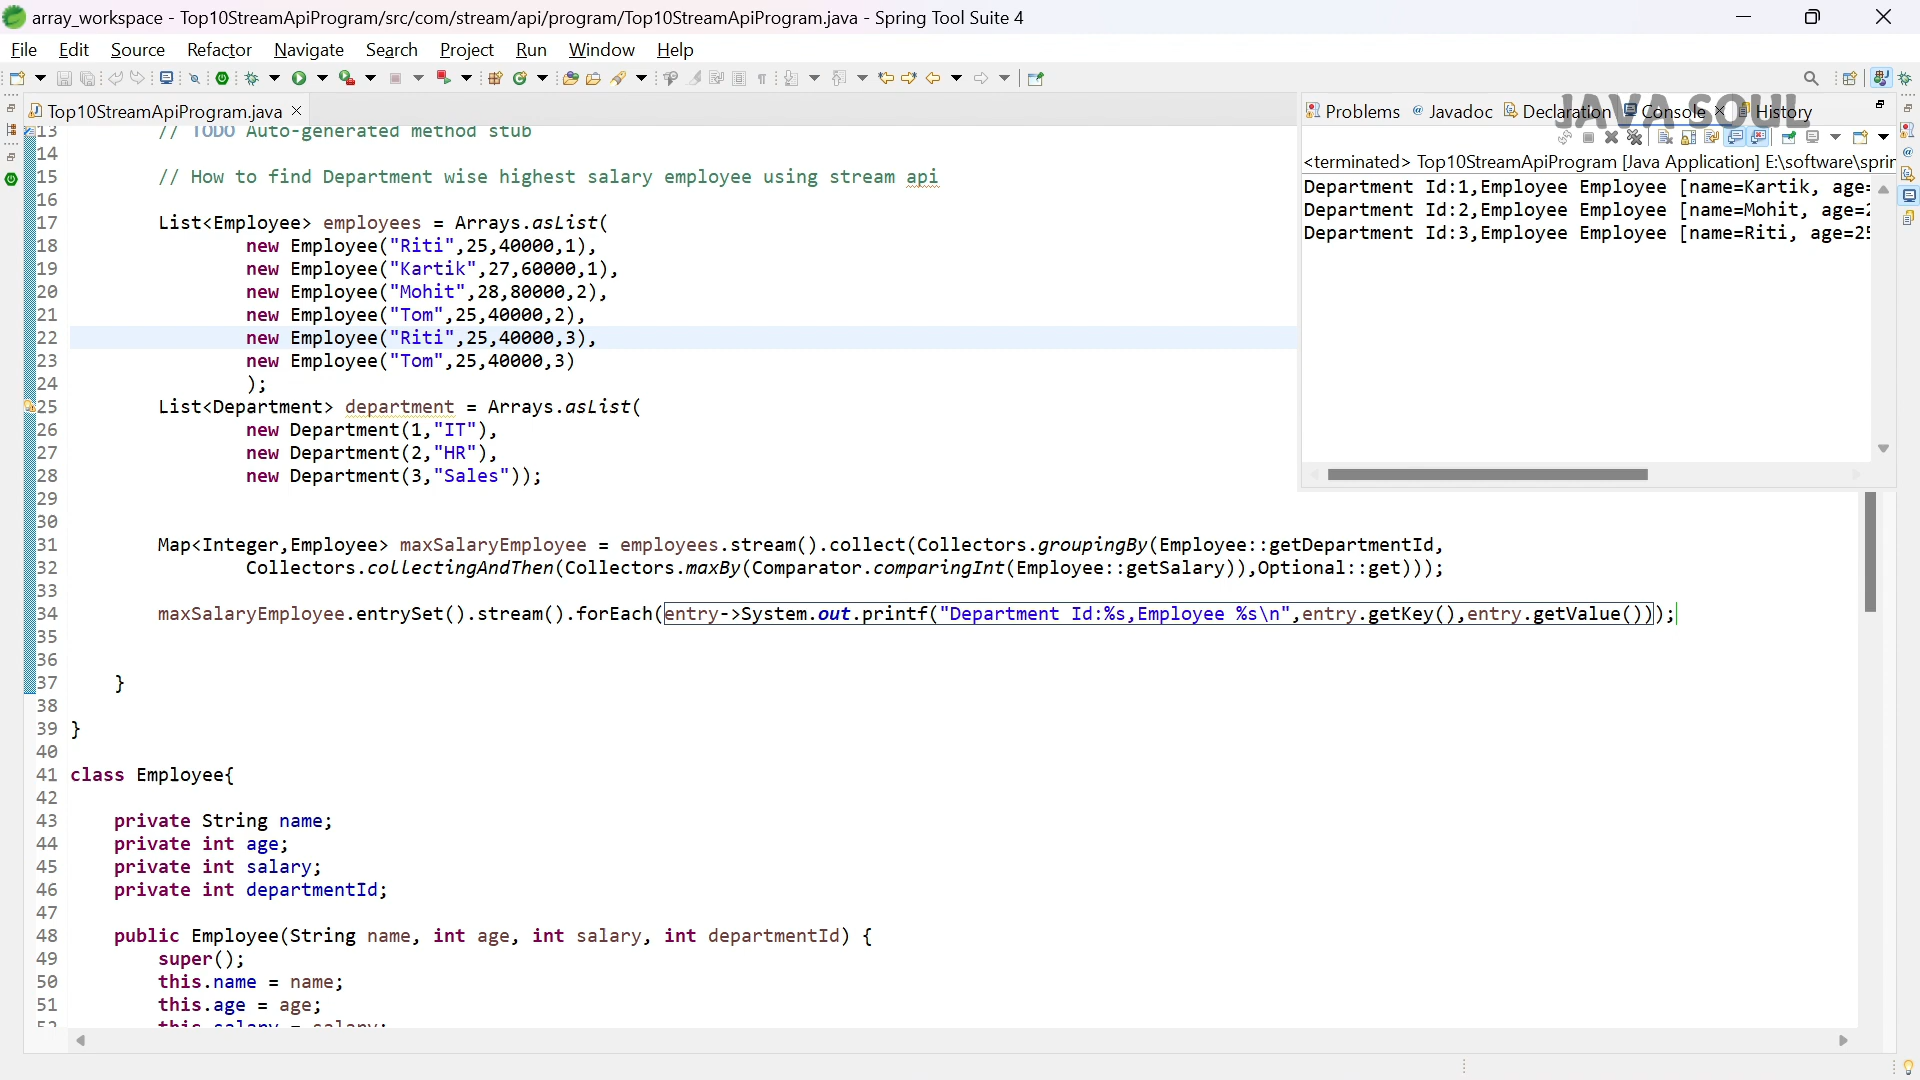 array_workspace - Top10StreamApiProgram/src/com/stream/api/program/Top10StreamApiProgram.java - Spring Tool Suite 4
File Edit Source Refactor Navigate Search Project Run Window Help
Top10StreamApiProgram.java
Problems Javadoc Declaration Console History
JAVA SOUL
<terminated> Top10StreamApiProgram [Java Application] E:\software\sprin
Department Id:1,Employee Employee [name=Kartik, age=
Department Id:2,Employee Employee [name=Mohit, age=2
Department Id:3,Employee Employee [name=Riti, age=25
13 // TODO Auto-generated method stub
14
15 // How to find Department wise highest salary employee using stream api
16
17 List<Employee> employees = Arrays.asList(
18 new Employee("Riti",25,40000,1),
19 new Employee("Kartik",27,60000,1),
20 new Employee("Mohit",28,80000,2),
21 new Employee("Tom",25,40000,2),
22 new Employee("Riti",25,40000,3),
23 new Employee("Tom",25,40000,3)
24 );
25 List<Department> department = Arrays.asList(
26 new Department(1,"IT"),
27 new Department(2,"HR"),
28 new Department(3,"Sales"));
29
30
31 Map<Integer,Employee> maxSalaryEmployee = employees.stream().collect(Collectors.groupingBy(Employee::getDepartmentId,
32 Collectors.collectingAndThen(Collectors.maxBy(Comparator.comparingInt(Employee::getSalary)),Optional::get)));
33
34 maxSalaryEmployee.entrySet().stream().forEach(entry->System.out.printf("Department Id:%s,Employee %s\n",entry.getKey(),entry.getValue()));
35
36
37 }
38
39 }
40
41 class Employee{
42
43 private String name;
44 private int age;
45 private int salary;
46 private int departmentId;
47
48 public Employee(String name, int age, int salary, int departmentId) {
49 super();
50 this.name = name;
51 this.age = age;
52 this.salary = salary;